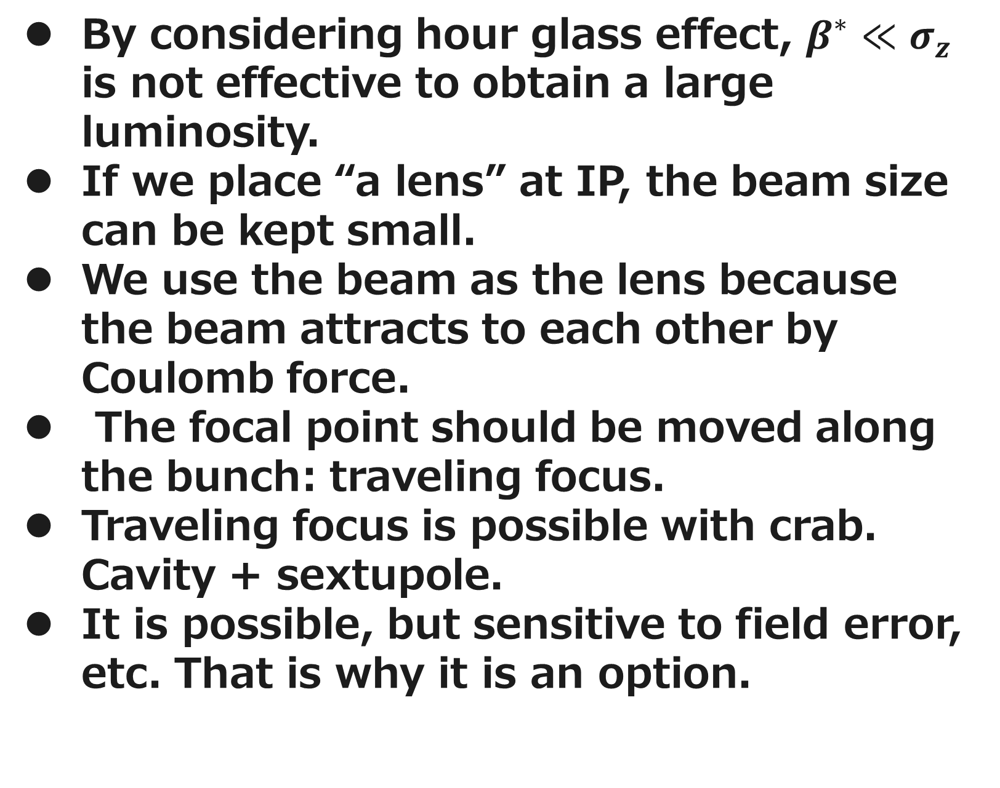 ● By considering hour glass effect, β* ≪ σz
is not effective to obtain a large
luminosity.
● If we place “a lens” at IP, the beam size
can be kept small.
● We use the beam as the lens because
the beam attracts to each other by
Coulomb force.
● The focal point should be moved along
the bunch: traveling focus.
● Traveling focus is possible with crab.
Cavity + sextupole.
● It is possible, but sensitive to field error,
etc. That is why it is an option.